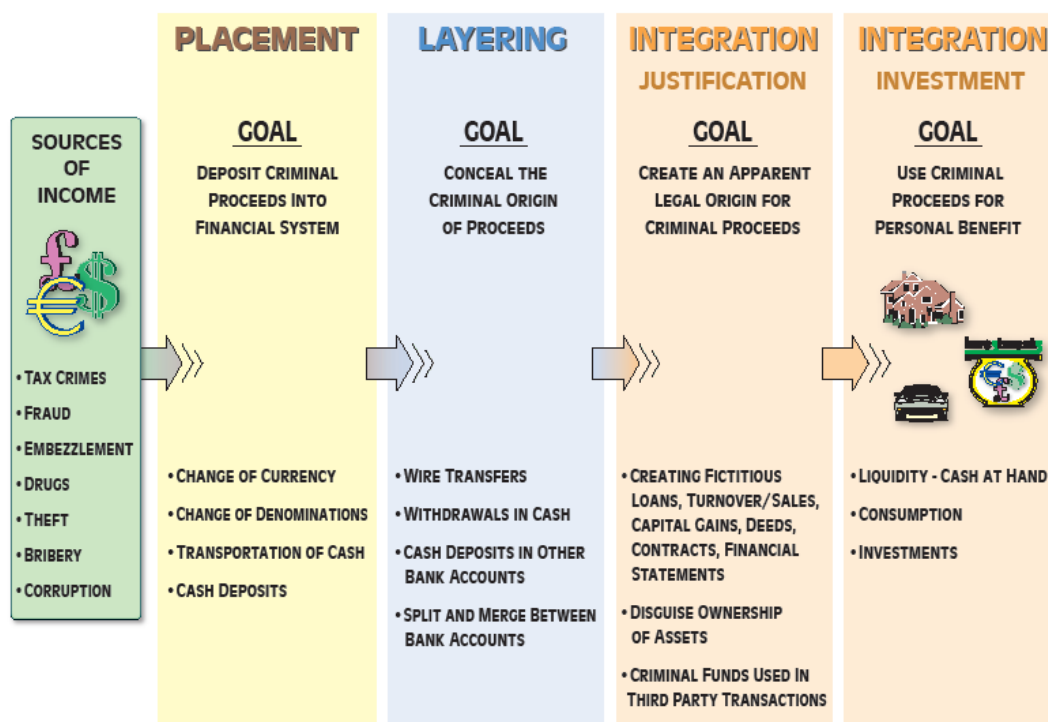 SOURCES
OF
INCOME
• TAX CRIMES
• FRAUD
• EMBEZZLEMENT
• DRUGS
• THEFT
• BRIBERY
• CORRUPTION
PLACEMENT
GOAL
DEPOSIT CRIMINAL
PROCEEDS INTO
FINANCIAL SYSTEM
• CHANGE OF CURRENCY
• CHANGE OF DENOMINATIONS
• TRANSPORTATION OF CASH
• CASH DEPOSITS
LAYERING
GOAL
CONCEAL THE
CRIMINAL ORIGIN
OF PROCEEDS
• WIRE TRANSFERS
• WITHDRAWALS IN CASH
• CASH DEPOSITS IN OTHER
BANK ACCOUNTS
• SPLIT AND MERGE BETWEEN
BANK ACCOUNTS
INTEGRATION
JUSTIFICATION
GOAL
CREATE AN APPARENT
LEGAL ORIGIN FOR
CRIMINAL PROCEEDS
• CREATING FICTITIOUS
LOANS, TURNOVER/SALES,
CAPITAL GAINS, DEEDS,
CONTRACTS, FINANCIAL
STATEMENTS
• DISGUISE OWNERSHIP
OF ASSETS
• CRIMINAL FUNDS USED IN
THIRD PARTY TRANSACTIONS
INTEGRATION
INVESTMENT
GOAL
USE CRIMINAL
PROCEEDS FOR
PERSONAL BENEFIT
• LIQUIDITY - CASH AT HAND
• CONSUMPTION
• INVESTMENTS